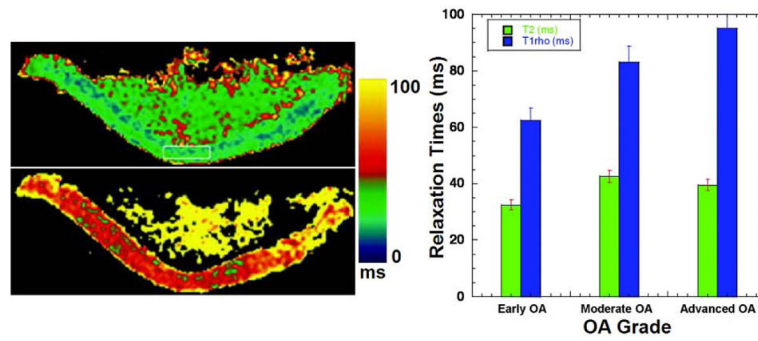 100
0
ms
T2 (ms)
T1rho (ms)
Relaxation Times (ms)
100
80
60
40
20
0
Early OA
Moderate OA
Advanced OA
OA Grade